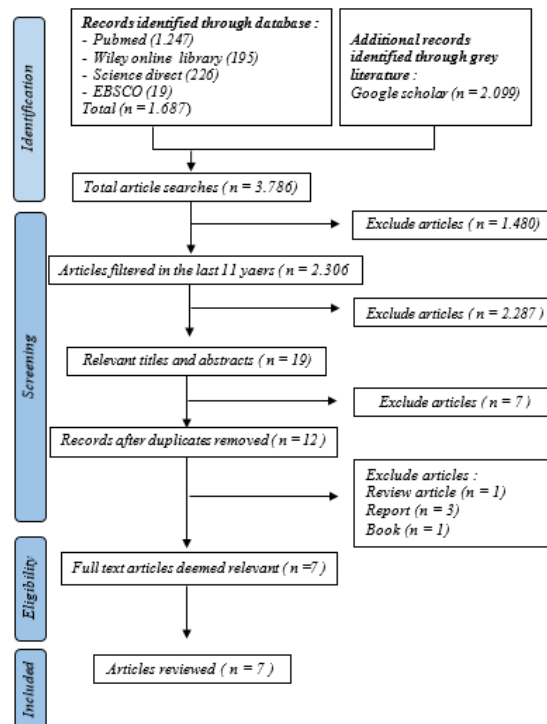 Identification
Records identified through database :
- Pubmed (1.247)
- Wiley online library (195)
- Science direct (226)
- EBSCO (19)
Total (n = 1.687)
Additional records
identified through grey
literature :
Google scholar (n = 2.099)
Total article searches ( n = 3.786)
Screening
Exclude articles ( n = 1.480)
Articles filtered in the last 11 yaers ( n = 2.306
Exclude articles ( n = 2.287)
Relevant titles and abstracts ( n = 19)
Exclude articles ( n = 7 )
Records after duplicates removed ( n = 12 )
Exclude articles :
Review article (n = 1)
Report (n = 3)
Book (n = 1)
Eligibility
Full text articles deemed relevant ( n =7 )
Included
Articles reviewed ( n = 7 )